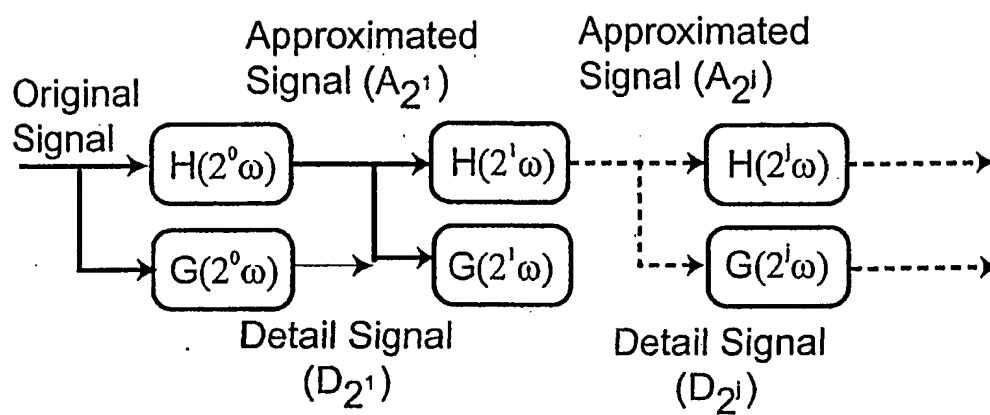 Approximated
Signal (A₂¹)
Approximated
Signal (A₂ʲ)
Original
Signal
H(2⁰ω)
H(2¹ω)
H(2ʲω)
G(2⁰ω)
G(2¹ω)
G(2ʲω)
Detail Signal
(D₂¹)
Detail Signal
(D₂ʲ)